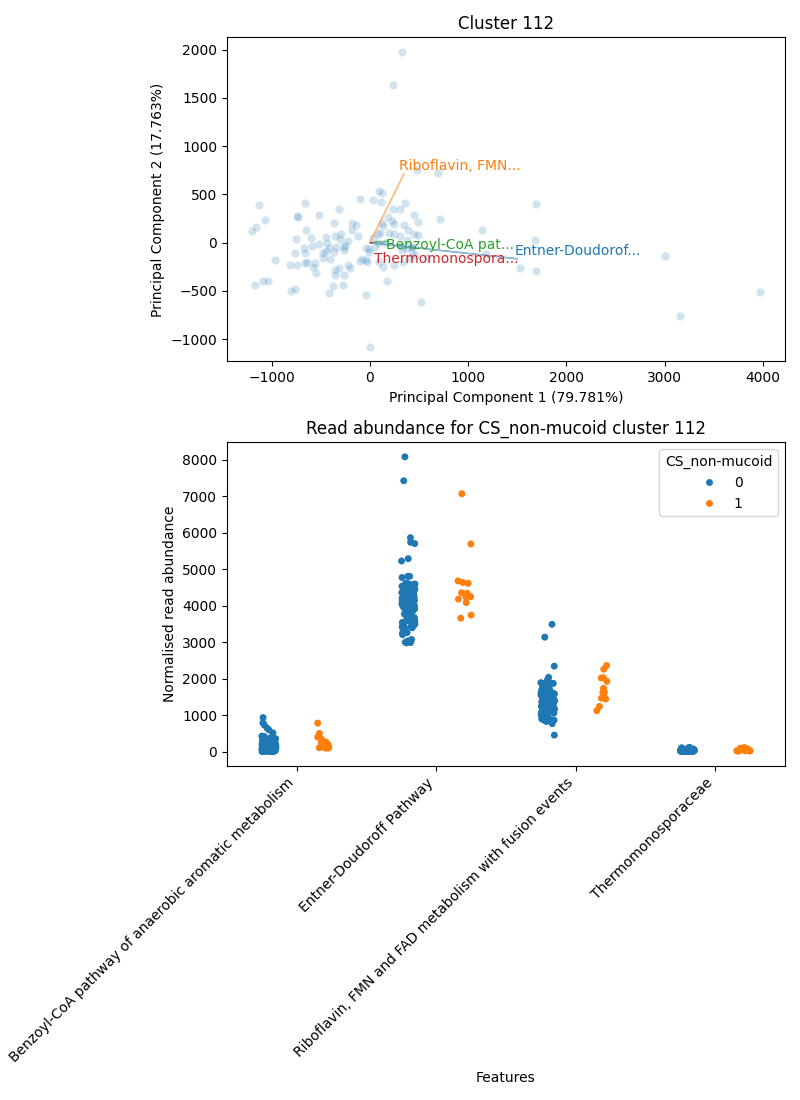 Cluster 112
2000
1500
1000
500
0
−500
−1000
Principal Component 2 (17.763%)
Riboflavin, FMN...
Benzoyl-CoA pat...
Entner-Doudorof...
Thermomonospora...
−1000 0 1000 2000 3000 4000
Principal Component 1 (79.781%)
Read abundance for CS_non-mucoid cluster 112
8000
7000
6000
5000
4000
3000
2000
1000
0
Normalised read abundance
CS_non-mucoid
0
1
Benzoyl-CoA pathway of anaerobic aromatic metabolism
Entner-Doudoroff Pathway
Riboflavin, FMN and FAD metabolism with fusion events
Thermomonosporaceae
Features